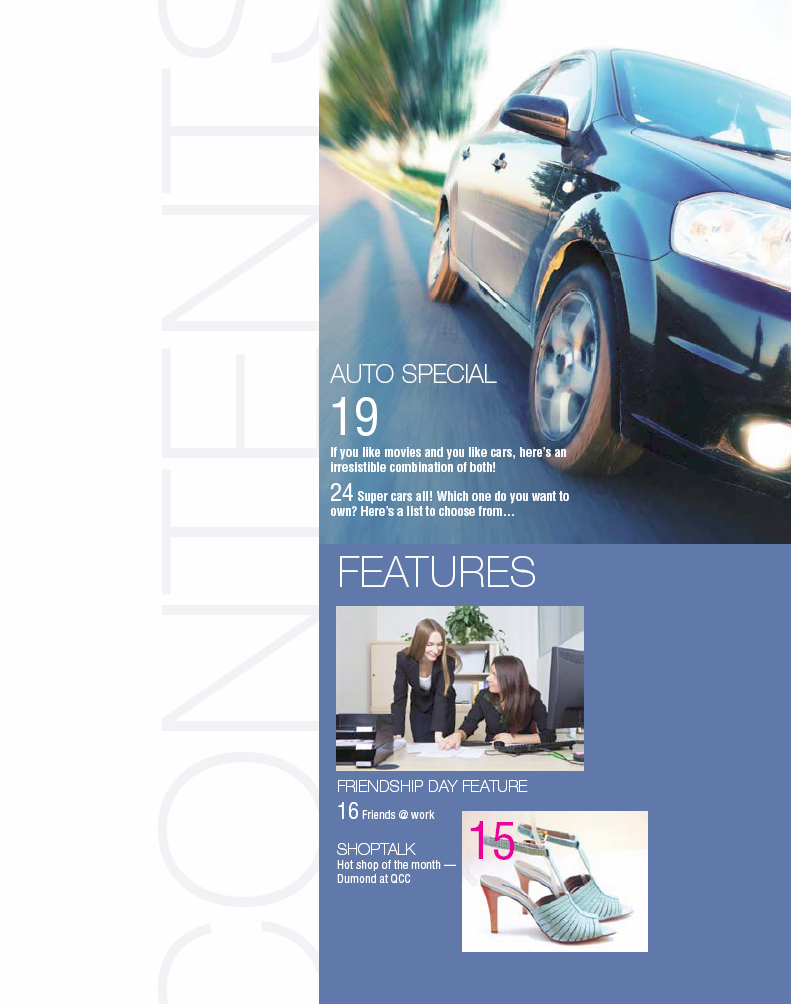 CONTENTS
AUTO SPECIAL
19
If you like movies and you like cars, here's an
irresistible combination of both!
24 Super cars all! Which one do you want to
own? Here's a list to choose from...
FEATURES
FRIENDSHIP DAY FEATURE
16 Friends @ work
15
SHOPTALK
Hot shop of the month —
Dumond at QCC